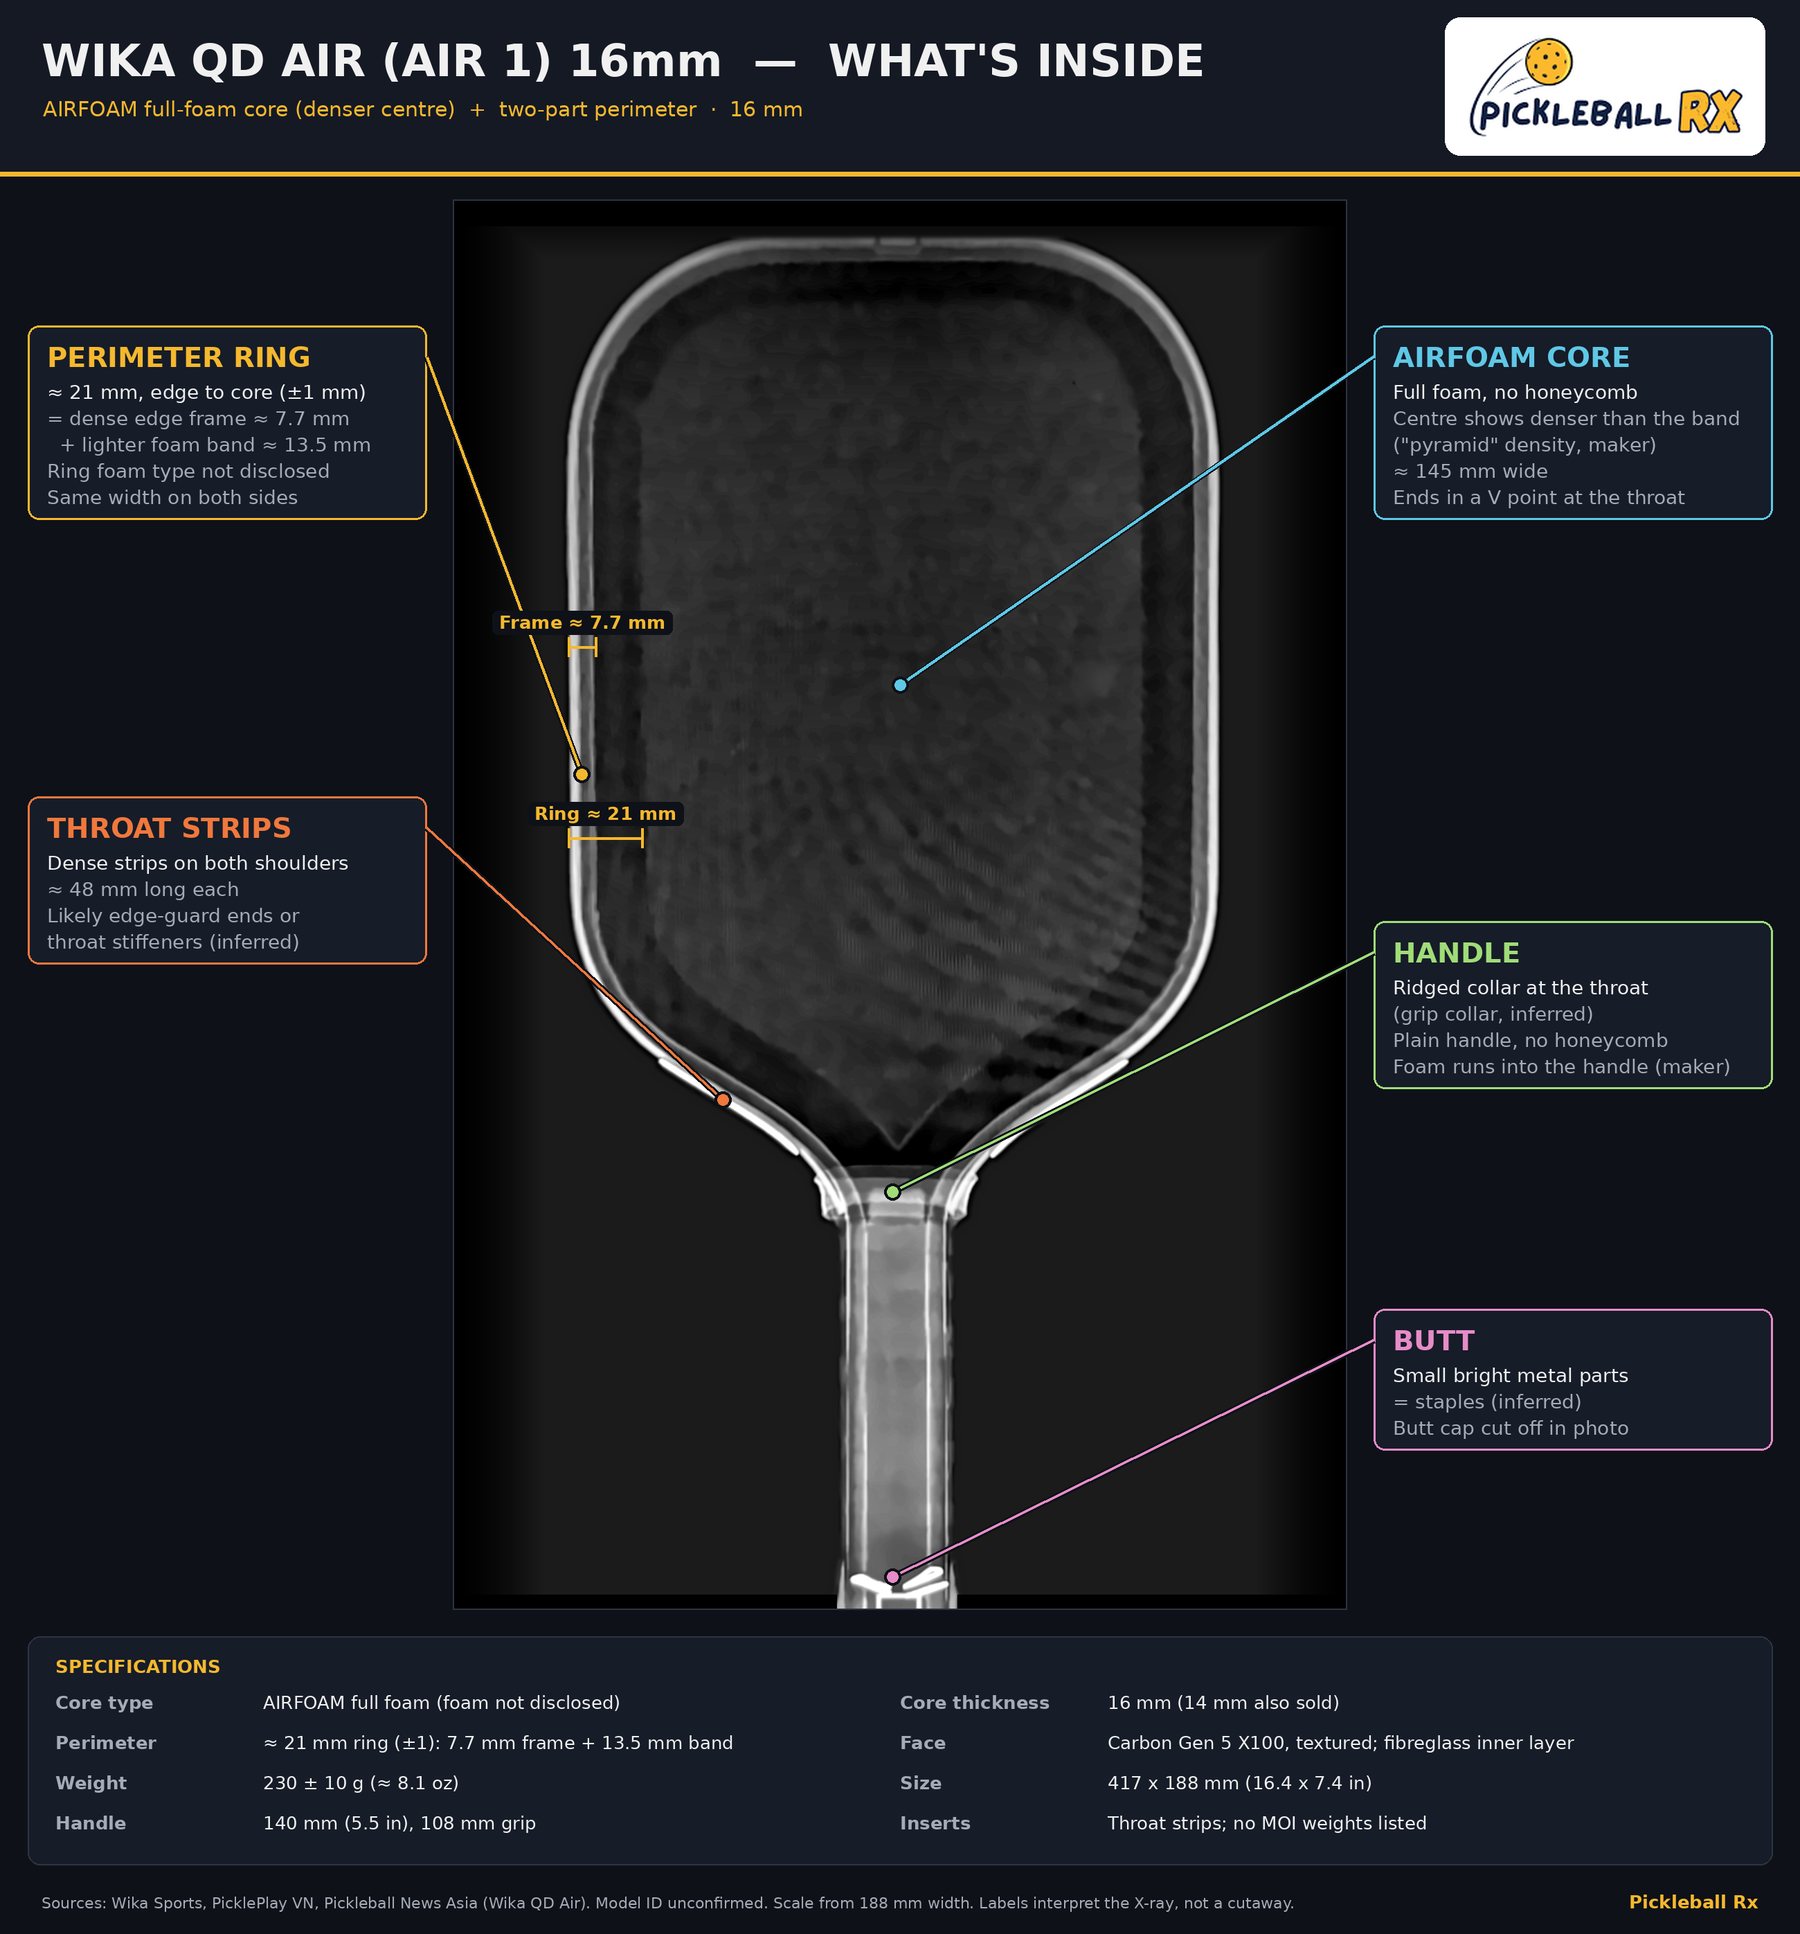 WIKA QD AIR (AIR 1) 16mm — WHAT'S INSIDE
AIRFOAM full-foam core (denser centre) + two-part perimeter · 16 mm
PICKLEBALL RX
PERIMETER RING
≈ 21 mm, edge to core (±1 mm)
= dense edge frame ≈ 7.7 mm
+ lighter foam band ≈ 13.5 mm
Ring foam type not disclosed
Same width on both sides
AIRFOAM CORE
Full foam, no honeycomb
Centre shows denser than the band
("pyramid" density, maker)
≈ 145 mm wide
Ends in a V point at the throat
Frame ≈ 7.7 mm
Ring ≈ 21 mm
THROAT STRIPS
Dense strips on both shoulders
≈ 48 mm long each
Likely edge-guard ends or
throat stiffeners (inferred)
HANDLE
Ridged collar at the throat
(grip collar, inferred)
Plain handle, no honeycomb
Foam runs into the handle (maker)
BUTT
Small bright metal parts
= staples (inferred)
Butt cap cut off in photo
SPECIFICATIONS
Core type AIRFOAM full foam (foam not disclosed) Core thickness 16 mm (14 mm also sold)
Perimeter ≈ 21 mm ring (±1): 7.7 mm frame + 13.5 mm band Face Carbon Gen 5 X100, textured; fibreglass inner layer
Weight 230 ± 10 g (≈ 8.1 oz) Size 417 x 188 mm (16.4 x 7.4 in)
Handle 140 mm (5.5 in), 108 mm grip Inserts Throat strips; no MOI weights listed
Sources: Wika Sports, PicklePlay VN, Pickleball News Asia (Wika QD Air). Model ID unconfirmed. Scale from 188 mm width. Labels interpret the X-ray, not a cutaway.
Pickleball Rx